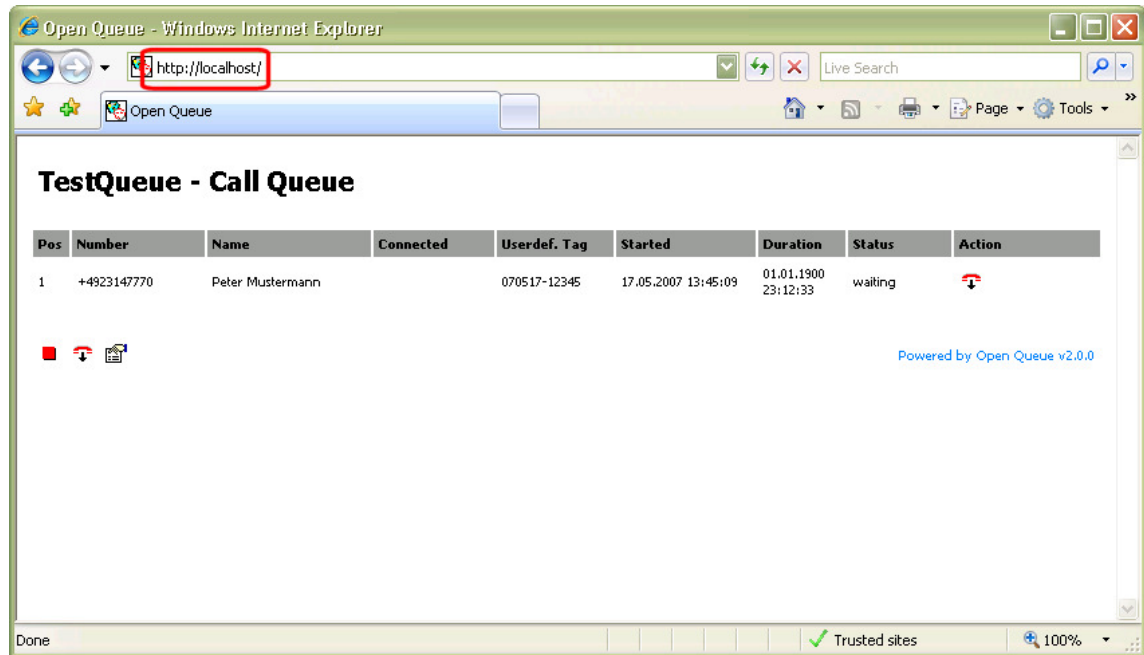 Open Queue - Windows Internet Explorer
http://localhost/
Live Search
Open Queue
Page
Tools
»
TestQueue - Call Queue
Pos Number Name Connected Userdef. Tag Started Duration Status Action
1 +4923147770 Peter Mustermann 070517-12345 17.05.2007 13:45:09 01.01.1900 waiting
23:12:33
Powered by Open Queue v2.0.0
Done Trusted sites 100%